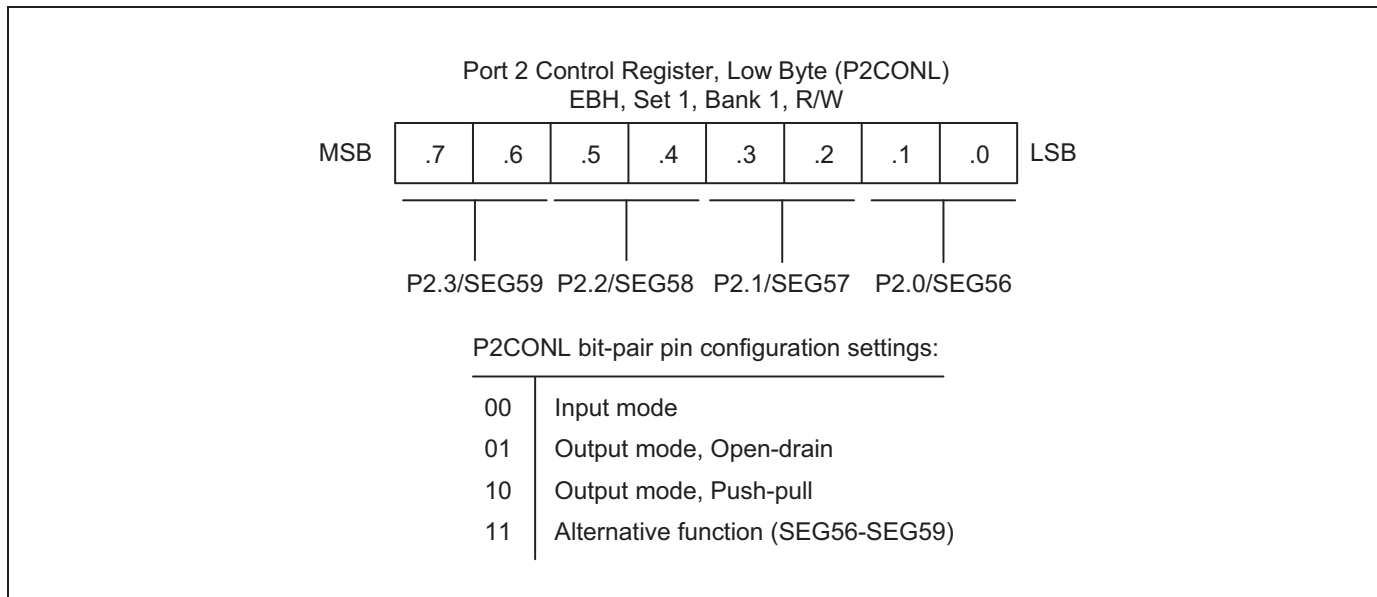 Port 2 Control Register, Low Byte (P2CONL)
EBH, Set 1, Bank 1, R/W
MSB .7 .6 .5 .4 .3 .2 .1 .0 LSB
P2.3/SEG59 P2.2/SEG58 P2.1/SEG57 P2.0/SEG56
P2CONL bit-pair pin configuration settings:
00 Input mode
01 Output mode, Open-drain
10 Output mode, Push-pull
11 Alternative function (SEG56-SEG59)